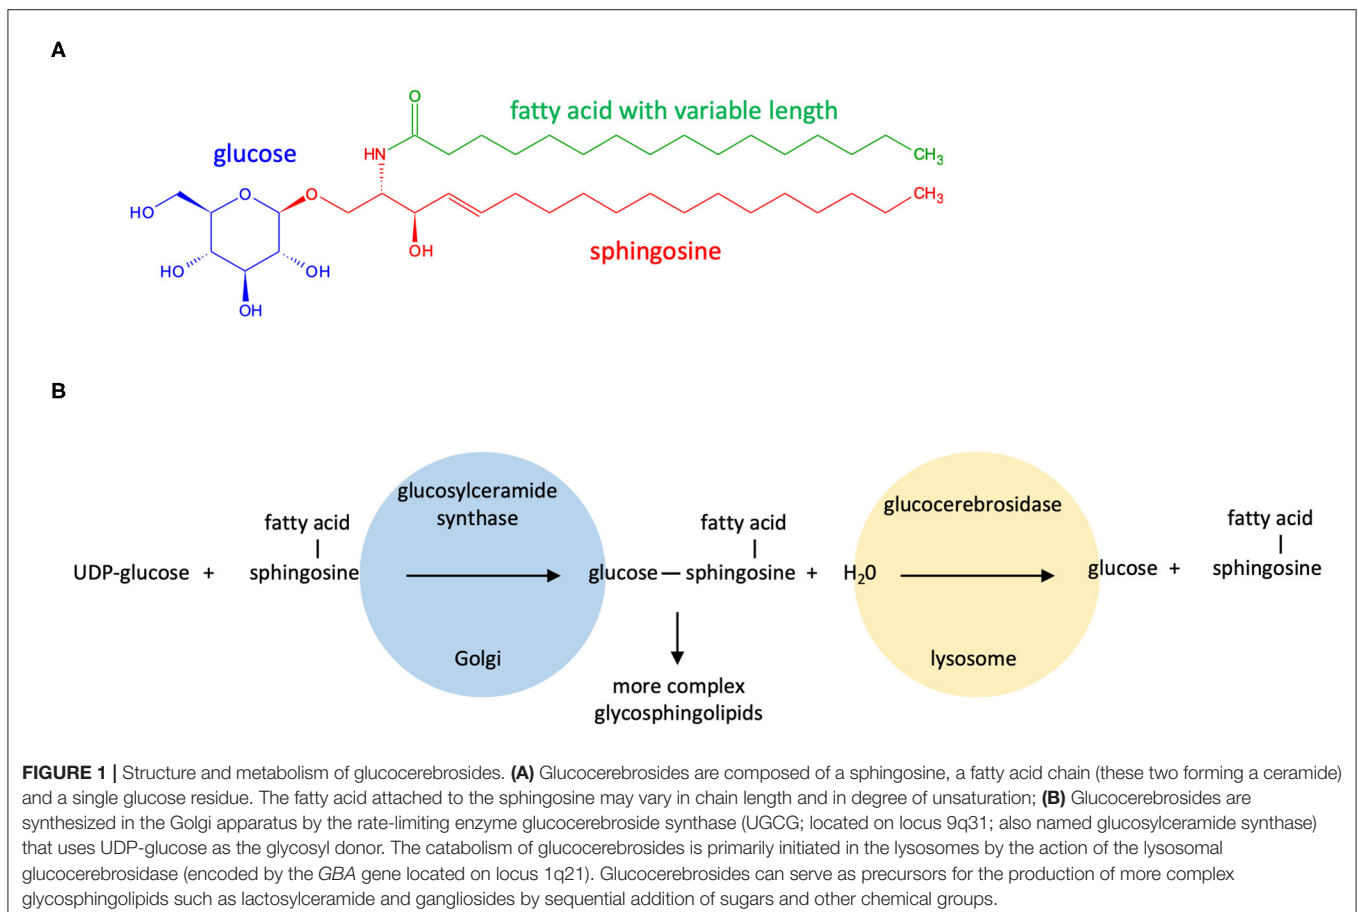 A
O
fatty acid with variable length
glucose
HN
CH3
HO
O
O
CH3
OH
sphingosine
HO
OH
OH
B
glucosylceramide
synthase
glucocerebrosidase
fatty acid
fatty acid
fatty acid
UDP-glucose + sphingosine glucose — sphingosine + H20 glucose + sphingosine
Golgi
lysosome
more complex
glycosphingolipids
FIGURE 1 | Structure and metabolism of glucocerebrosides. (A) Glucocerebrosides are composed of a sphingosine, a fatty acid chain (these two forming a ceramide)
and a single glucose residue. The fatty acid attached to the sphingosine may vary in chain length and in degree of unsaturation; (B) Glucocerebrosides are
synthesized in the Golgi apparatus by the rate-limiting enzyme glucocerebroside synthase (UGCG; located on locus 9q31; also named glucosylceramide synthase)
that uses UDP-glucose as the glycosyl donor. The catabolism of glucocerebrosides is primarily initiated in the lysosomes by the action of the lysosomal
glucocerebrosidase (encoded by the GBA gene located on locus 1q21). Glucocerebrosides can serve as precursors for the production of more complex
glycosphingolipids such as lactosylceramide and gangliosides by sequential addition of sugars and other chemical groups.